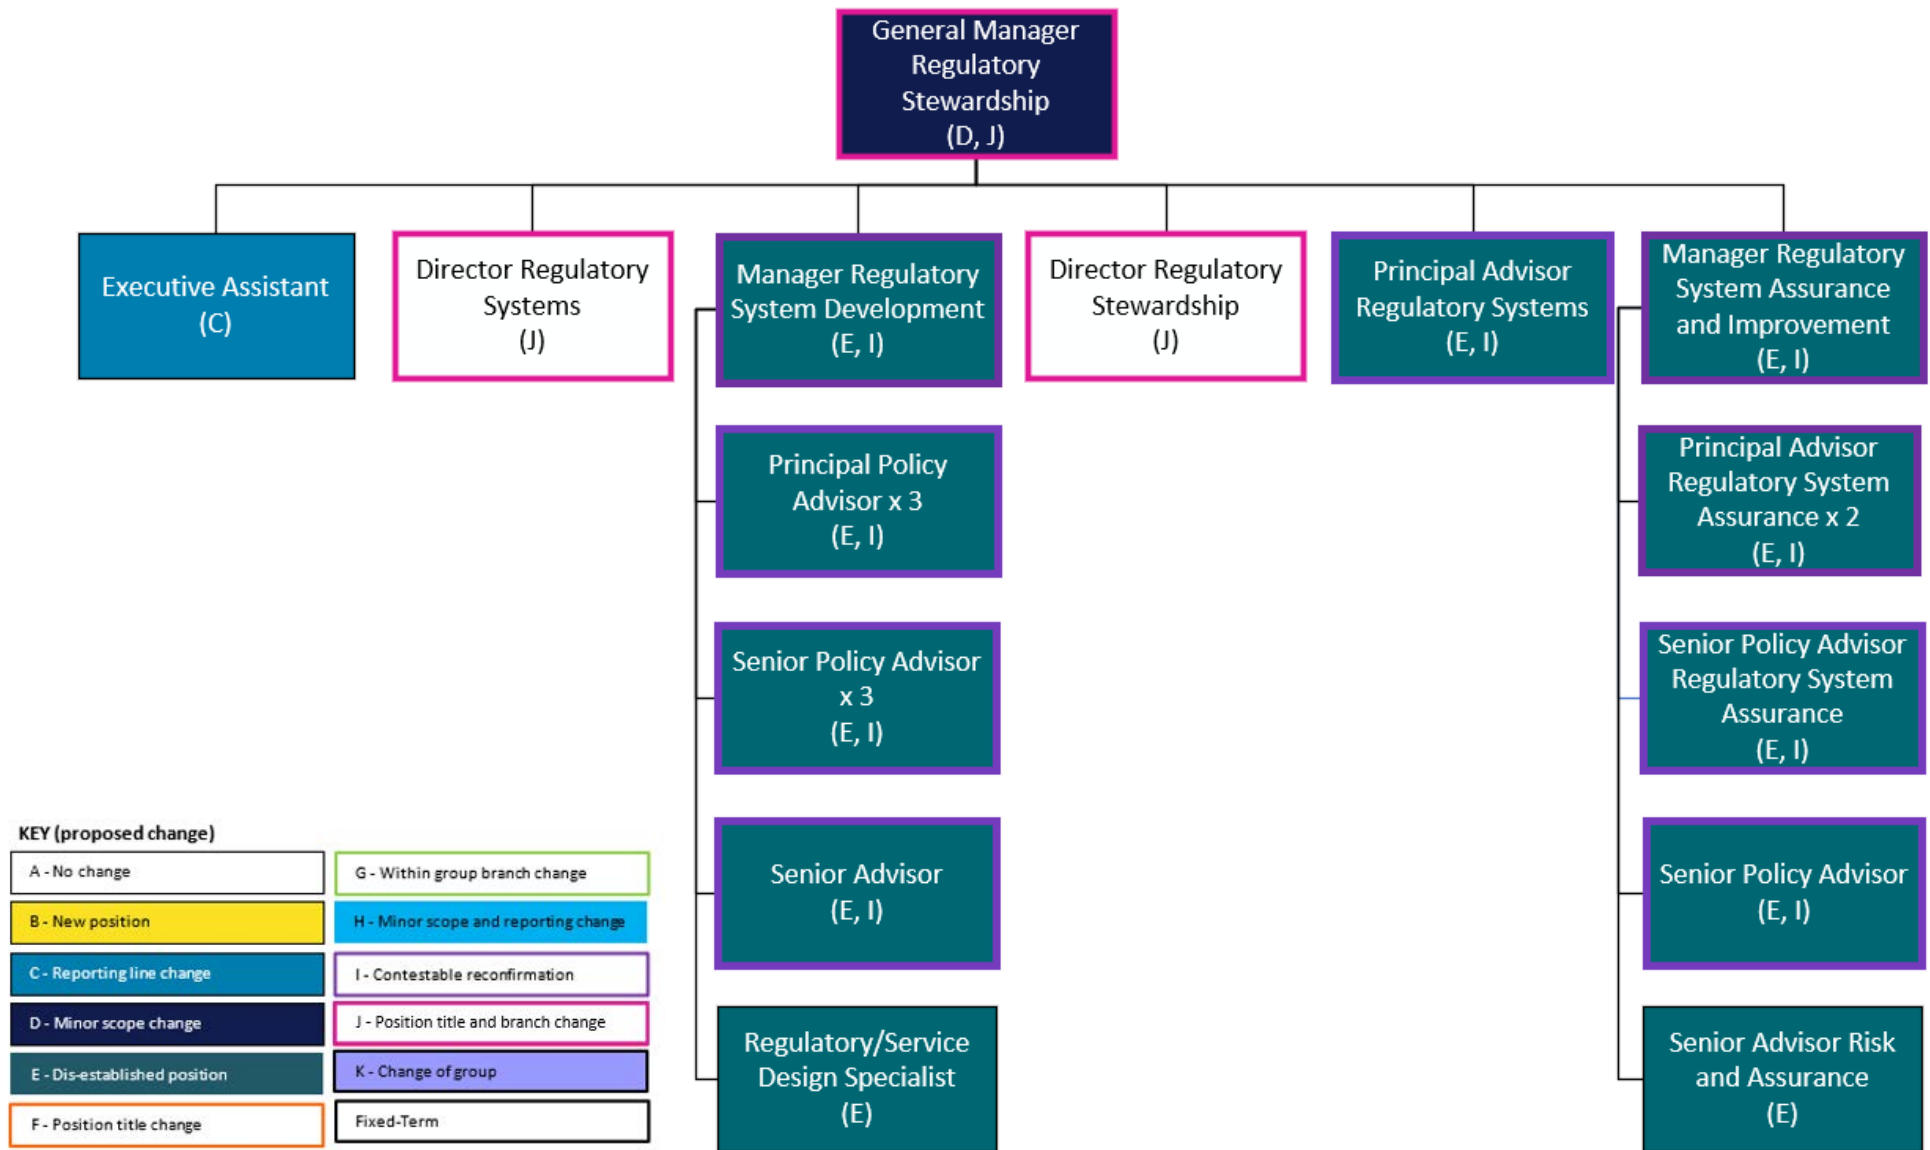 General Manager
Regulatory
Stewardship
(D, J)
Executive Assistant
(C)
Director Regulatory
Systems
(J)
Manager Regulatory
System Development
(E, I)
Director Regulatory
Stewardship
(J)
Principal Advisor
Regulatory Systems
(E, I)
Manager Regulatory
System Assurance
and Improvement
(E, I)
Principal Policy
Advisor x 3
(E, I)
Principal Advisor
Regulatory System
Assurance x 2
(E, I)
Senior Policy Advisor
x 3
(E, I)
Senior Policy Advisor
Regulatory System
Assurance
(E, I)
Senior Advisor
(E, I)
Senior Policy Advisor
(E, I)
Regulatory/Service
Design Specialist
(E)
Senior Advisor Risk
and Assurance
(E)
KEY (proposed change)
A - No change
B - New position
C - Reporting line change
D - Minor scope change
E - Dis-established position
F - Position title change
G - Within group branch change
H - Minor scope and reporting change
I - Contestable reconfirmation
J - Position title and branch change
K - Change of group
Fixed-Term